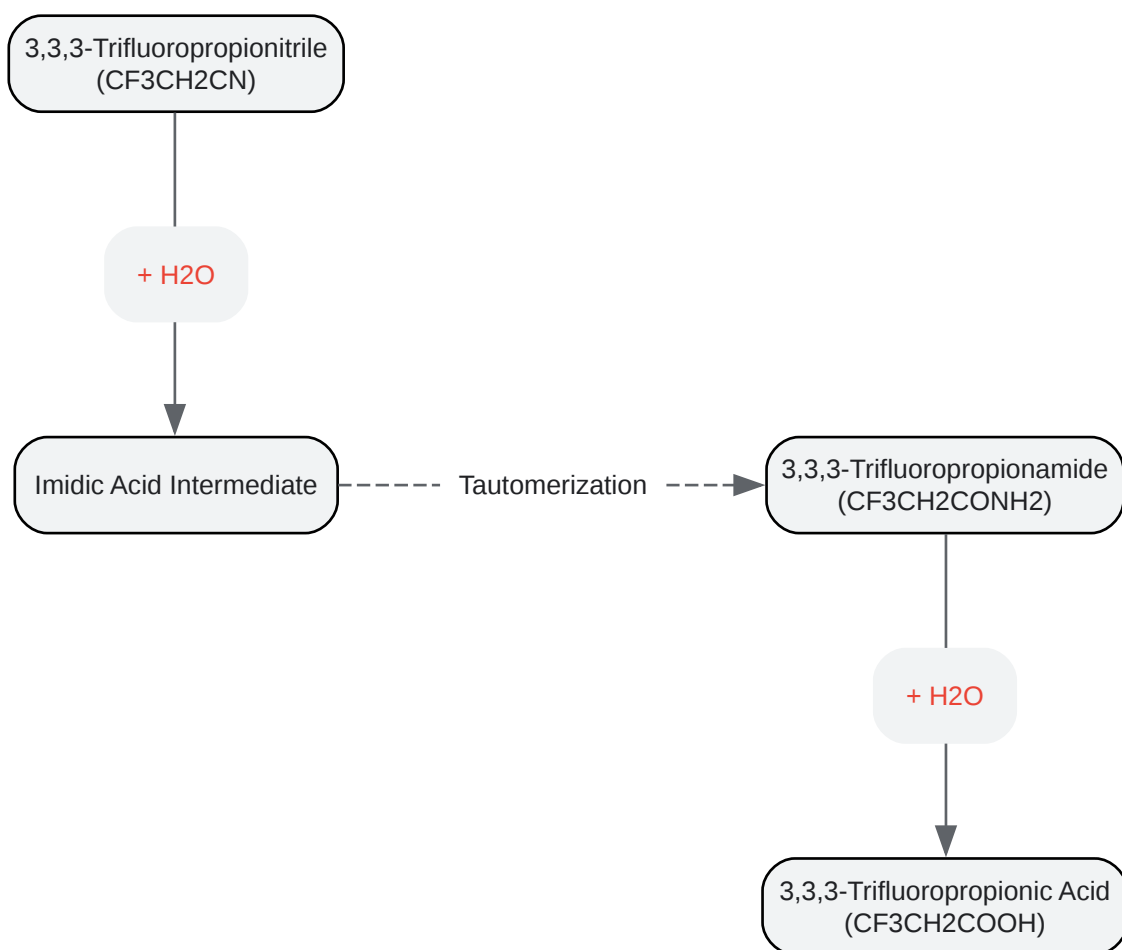 3,3,3-Trifluoropropionitrile
(CF3CH2CN)
+ H2O
Imidic Acid Intermediate
Tautomerization
3,3,3-Trifluoropropionamide
(CF3CH2CONH2)
+ H2O
3,3,3-Trifluoropropionic Acid
(CF3CH2COOH)